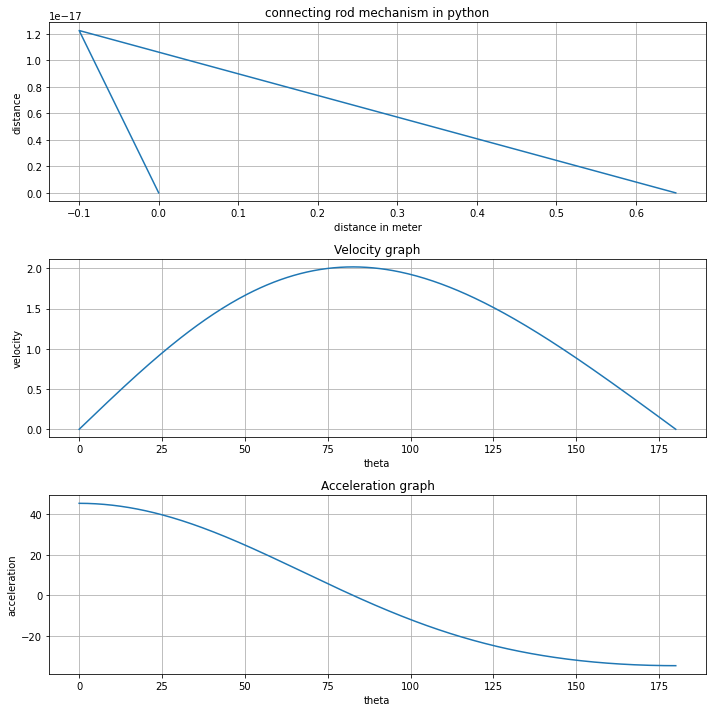 connecting rod mechanism in python
1e−17
1.2
1.0
0.8
0.6
0.4
0.2
0.0
distance
−0.1 0.0 0.1 0.2 0.3 0.4 0.5 0.6
distance in meter
Velocity graph
2.0
1.5
1.0
0.5
0.0
velocity
0 25 50 75 100 125 150 175
theta
Acceleration graph
40
20
0
−20
acceleration
0 25 50 75 100 125 150 175
theta